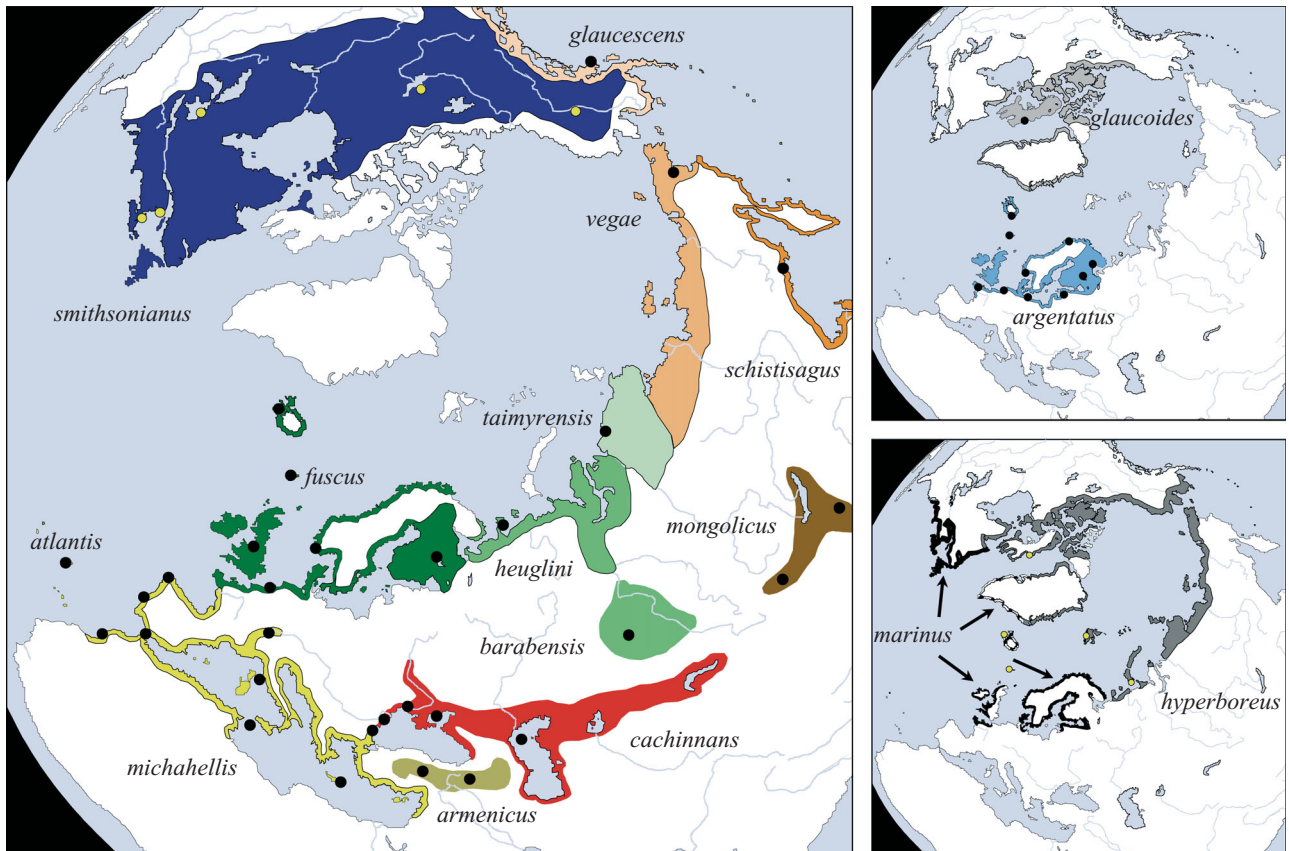 glaucescens
vegae
smithsonianus
schistisagus
taimyrensis
fuscus
mongolicus
atlantis
heuglini
barabensis
cachinnans
michahellis
armenicus
glaucoides
argentatus
marinus
hyperboreus